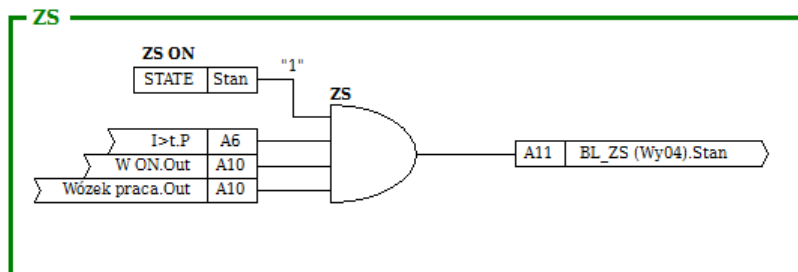 ZS
ZS ON
STATE Stan "1"
ZS
I>t.P A6
W ON.Out A10
Wózek praca.Out A10
A11 BL_ZS (Wy04).Stan